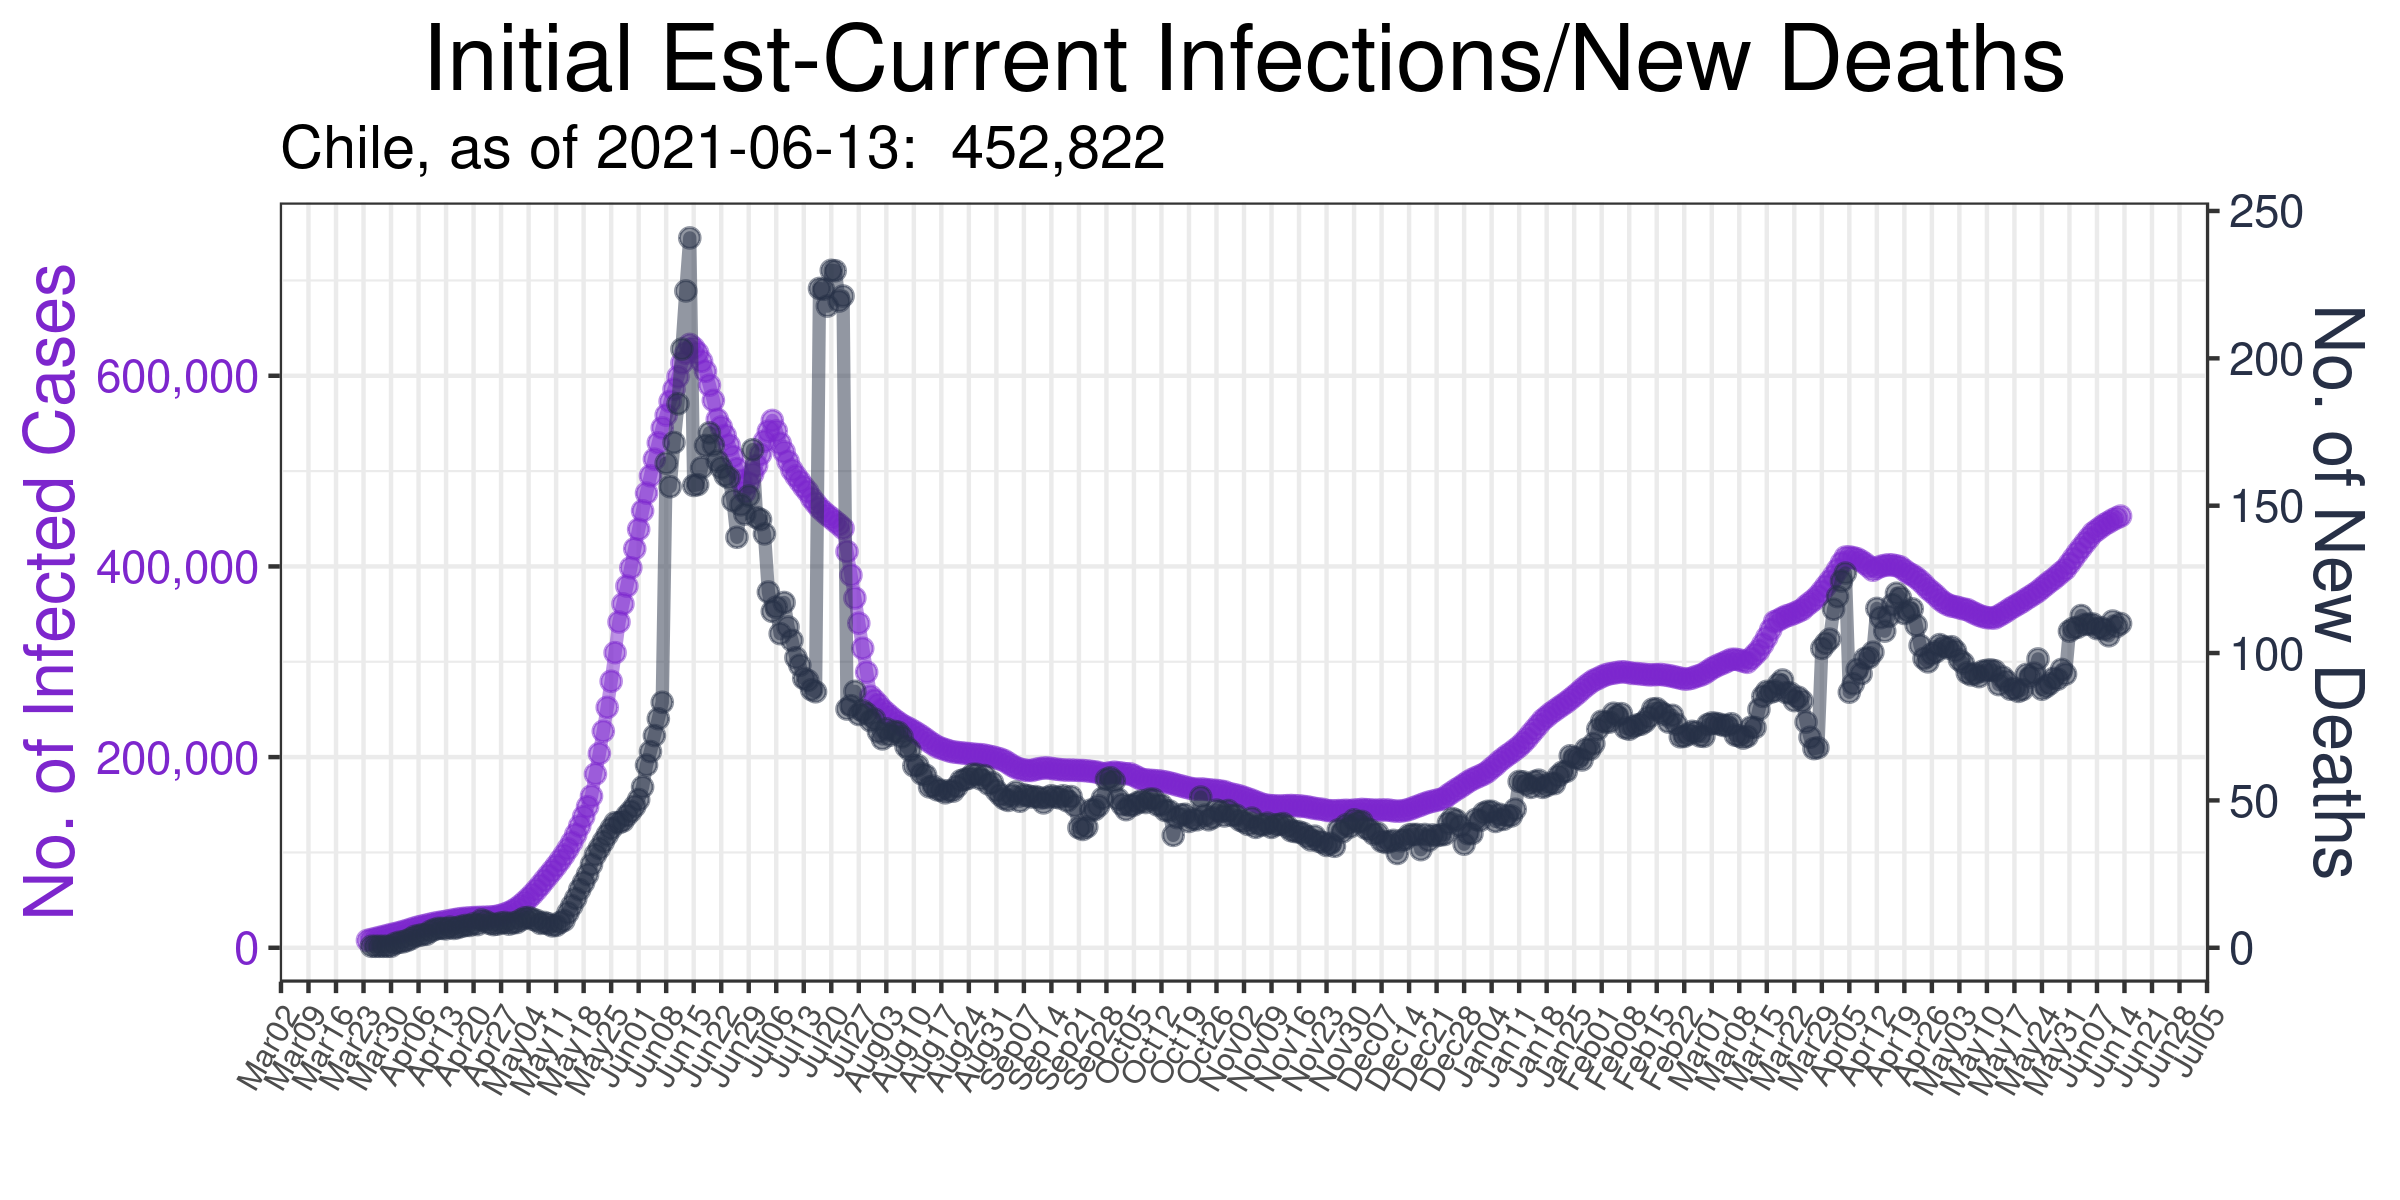 Initial Est-Current Infections/New Deaths
Chile, as of 2021-06-13:  452,822
No. of Infected Cases
600,000
400,000
200,000
0
250
200
150
100
50
0
No. of New Deaths
Mar02
Mar09
Mar16
Mar23
Mar30
Apr06
Apr13
Apr20
Apr27
May04
May11
May18
May25
Jun01
Jun08
Jun15
Jun22
Jun29
Jul06
Jul13
Jul20
Jul27
Aug03
Aug10
Aug17
Aug24
Aug31
Sep07
Sep14
Sep21
Sep28
Oct05
Oct12
Oct19
Oct26
Nov02
Nov09
Nov16
Nov23
Nov30
Dec07
Dec14
Dec21
Dec28
Jan04
Jan11
Jan18
Jan25
Feb01
Feb08
Feb15
Feb22
Mar01
Mar08
Mar15
Mar22
Mar29
Apr05
Apr12
Apr19
Apr26
May03
May10
May17
May24
May31
Jun07
Jun14
Jun21
Jun28
Jul05